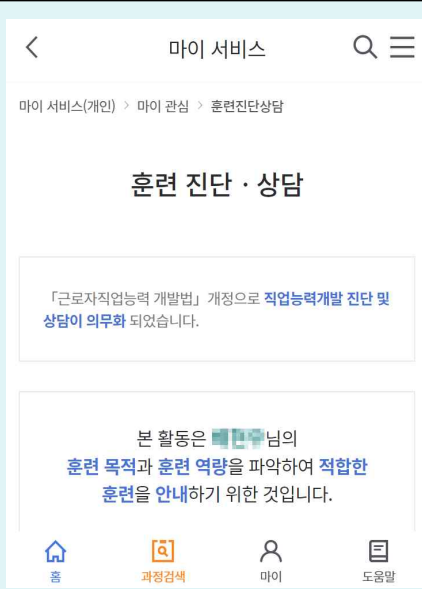 마이 서비스
마이 서비스(개인) > 마이 관심 > 훈련진단상담
훈련 진단 · 상담
「근로자직업능력 개발법」 개정으로 직업능력개발 진단 및
상담이 의무화 되었습니다.
본 활동은 님의
훈련 목적과 훈련 역량을 파악하여 적합한
훈련을 안내하기 위한 것입니다.
홈 과정검색 마이 도움말